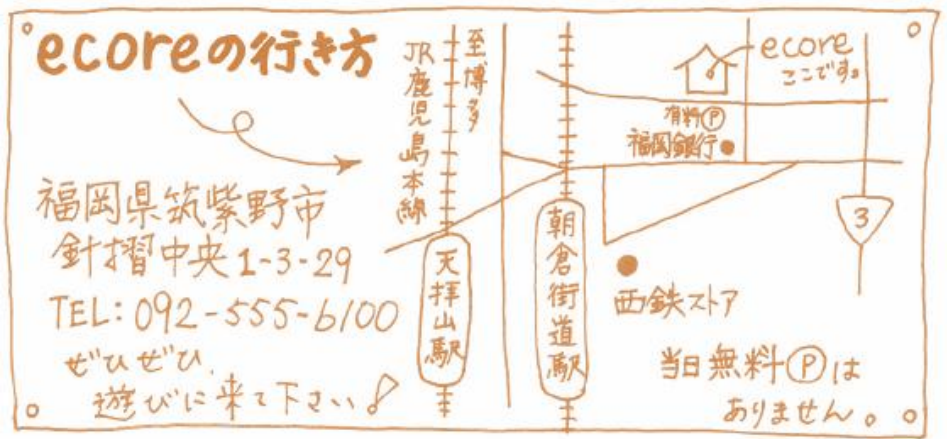 ecoreの行き方
福岡県筑紫野市
針摺中央1-3-29
TEL: 092-555-6100
ぜひぜひ、
遊びに来て下さい!
JR鹿児島本線
至博多
天拝山駅
朝倉街道駅
ecore
ここです。
有料Ⓟ
福岡銀行
3
西鉄ストア
当日無料Ⓟは
ありません。